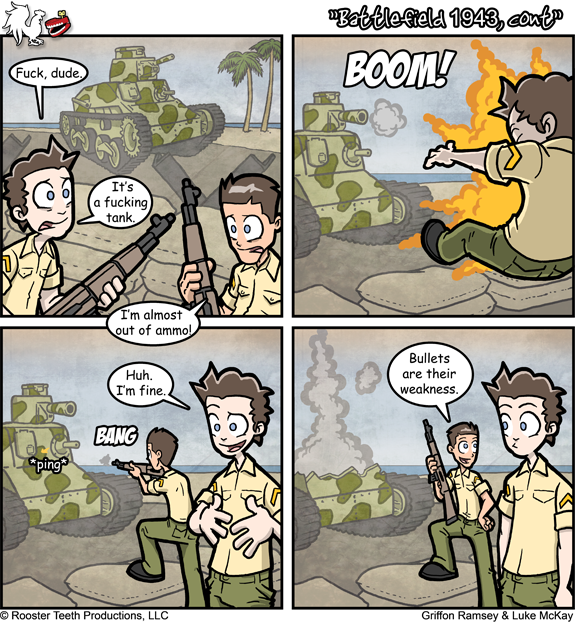 "Battlefield 1943, cont"
Fuck, dude.
It's
a fucking
tank.
I'm almost
out of ammo!
BOOM!
Huh.
I'm fine.
BANG
*ping*
Bullets
are their
weakness.
© Rooster Teeth Productions, LLC
Griffon Ramsey & Luke McKay